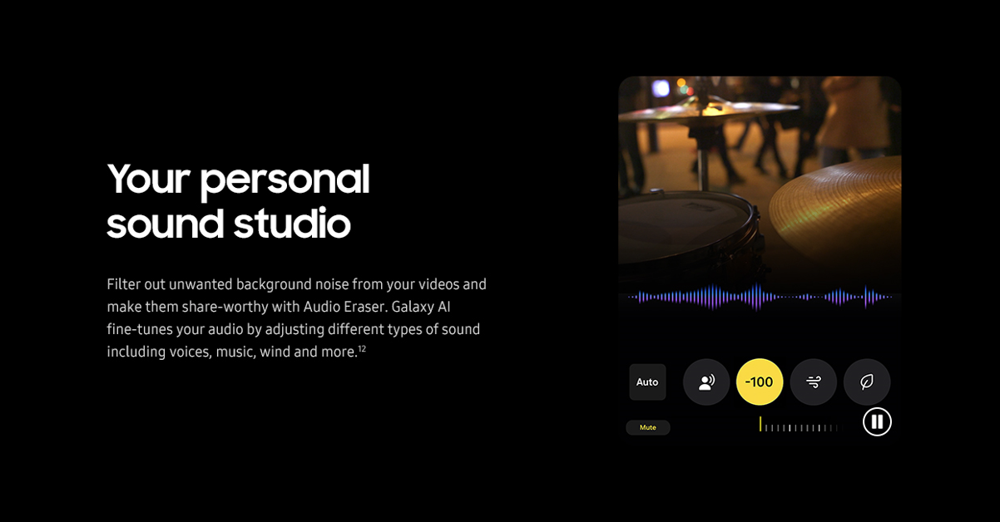 Your personal
sound studio
Filter out unwanted background noise from your videos and
make them share-worthy with Audio Eraser. Galaxy AI
fine-tunes your audio by adjusting different types of sound
including voices, music, wind and more.¹²
Auto
-100
Mute